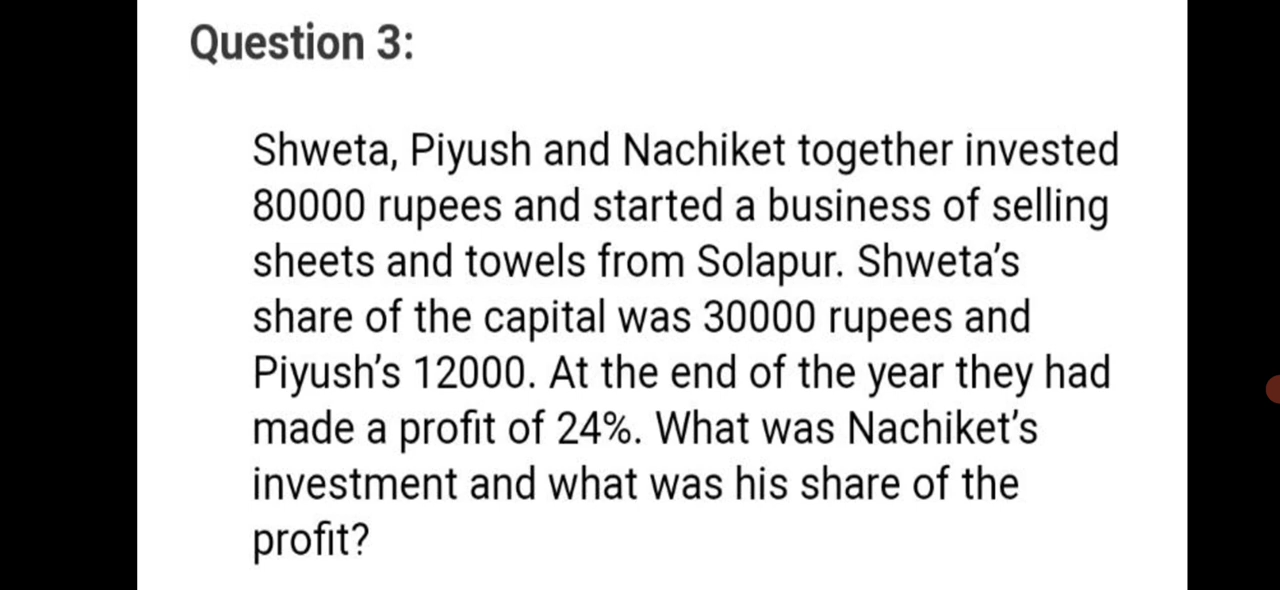 Question 3:
Shweta, Piyush and Nachiket together invested
80000 rupees and started a business of selling
sheets and towels from Solapur. Shweta’s
share of the capital was 30000 rupees and
Piyush’s 12000. At the end of the year they had
made a profit of 24%. What was Nachiket’s
investment and what was his share of the
profit?